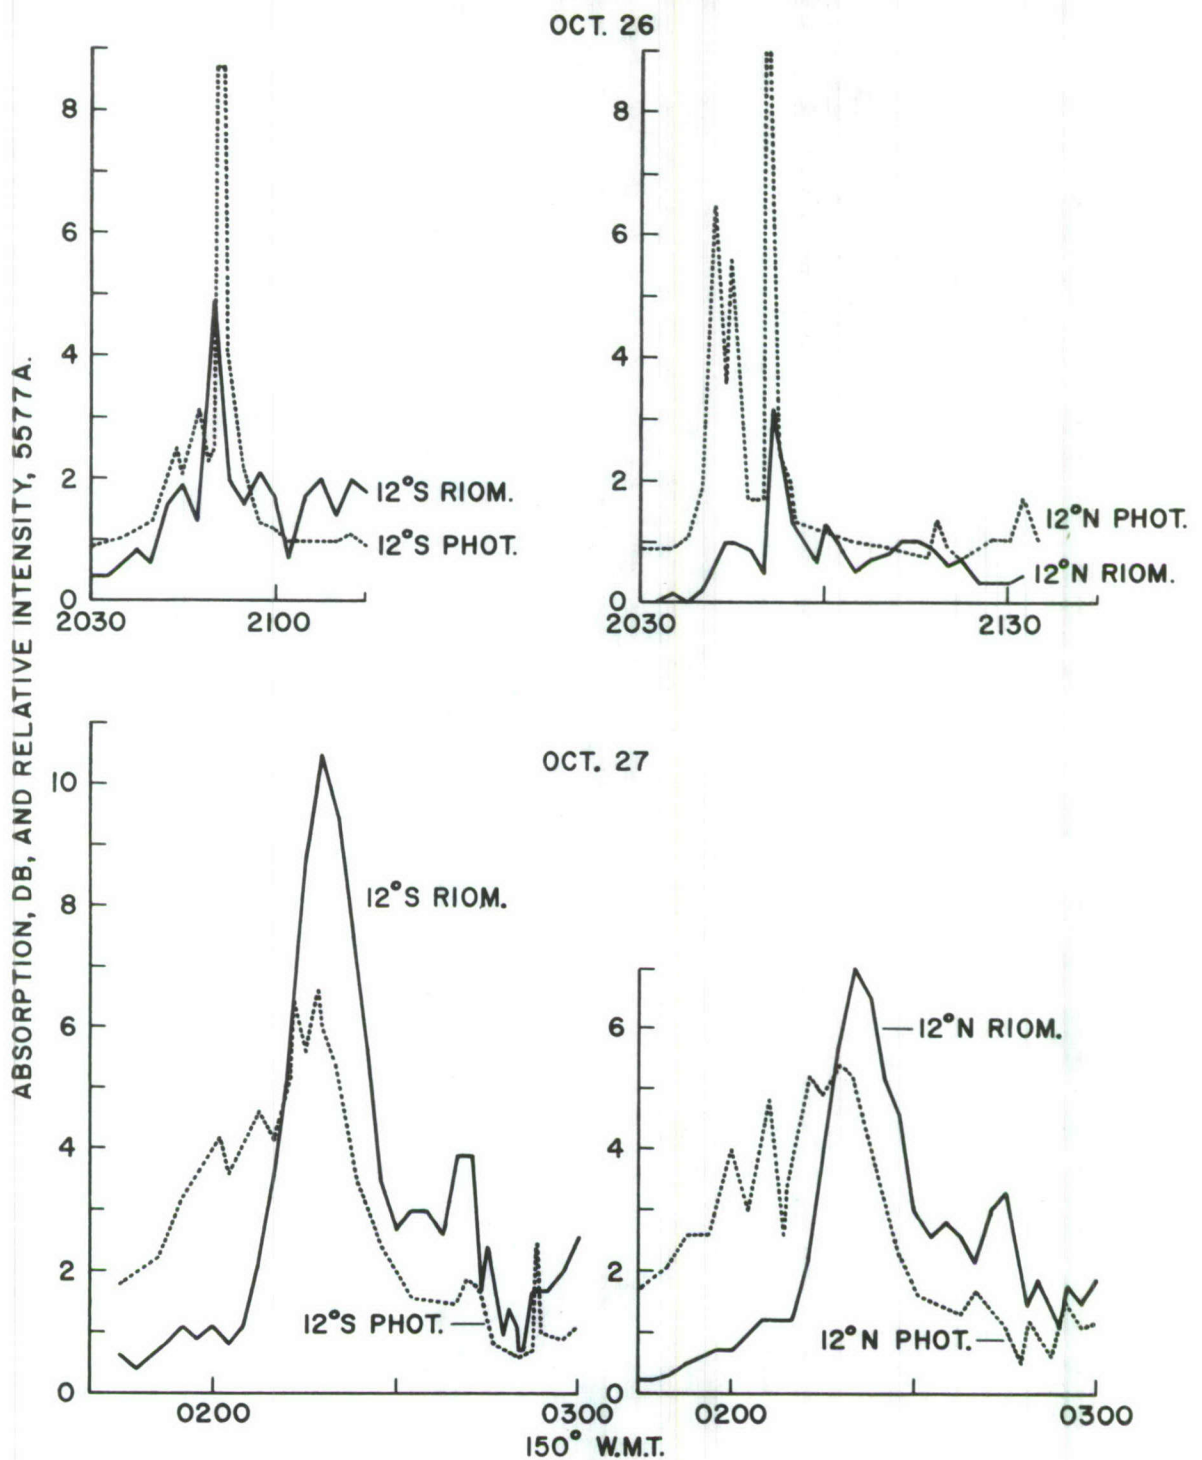 OCT. 26
ABSORPTION, DB, AND RELATIVE INTENSITY, 5577A.
8
6
4
2
0
2030
2100
12°S RIOM.
12°S PHOT.
8
6
4
2
0
2030
2130
12°N PHOT.
12°N RIOM.
OCT. 27
10
8
6
4
2
0
0200
0300
12°S RIOM.
12°S PHOT.
6
4
2
0
0200
0300
12°N RIOM.
12°N PHOT.
150° W.M.T.